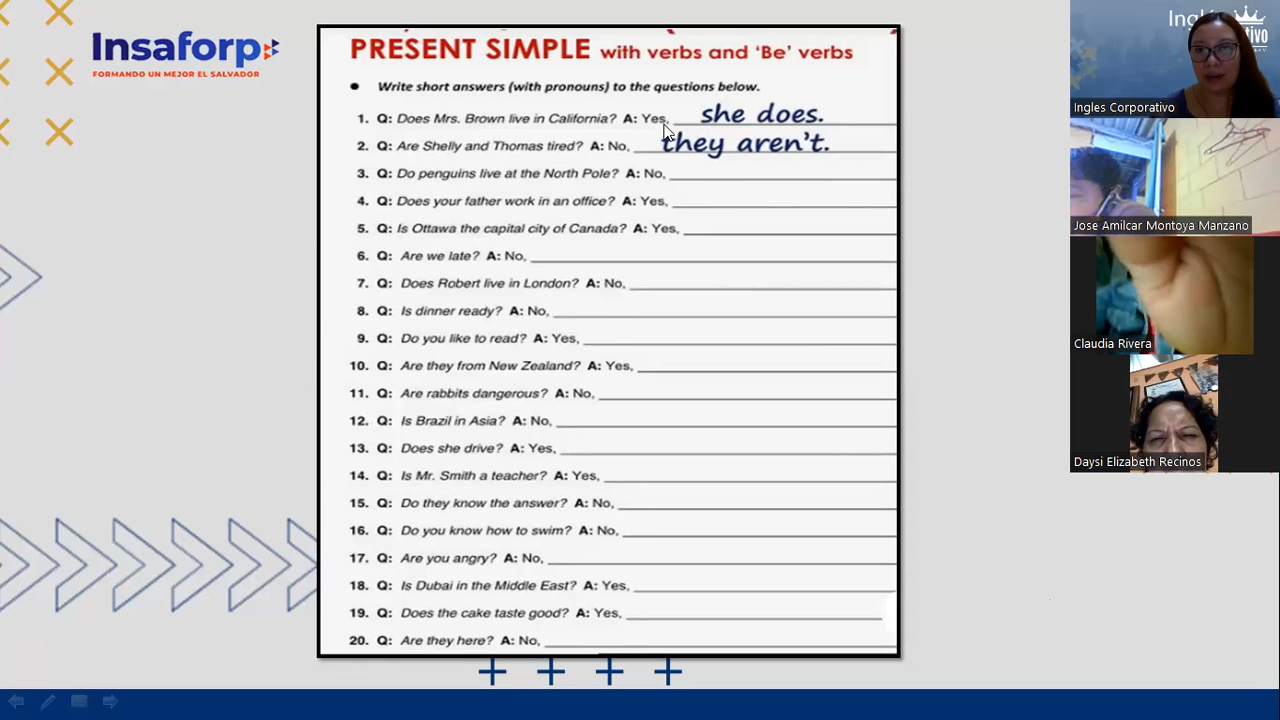 Insaforp
FORMANDO UN MEJOR EL SALVADOR
PRESENT SIMPLE with verbs and ‘Be’ verbs
● Write short answers (with pronouns) to the questions below.
1. Q: Does Mrs. Brown live in California? A: Yes, she does.
2. Q: Are Shelly and Thomas tired? A: No, they aren’t.
3. Q: Do penguins live at the North Pole? A: No,
4. Q: Does your father work in an office? A: Yes,
5. Q: Is Ottawa the capital city of Canada? A: Yes,
6. Q: Are we late? A: No,
7. Q: Does Robert live in London? A: No,
8. Q: Is dinner ready? A: No,
9. Q: Do you like to read? A: Yes,
10. Q: Are they from New Zealand? A: Yes,
11. Q: Are rabbits dangerous? A: No,
12. Q: Is Brazil in Asia? A: No,
13. Q: Does she drive? A: Yes,
14. Q: Is Mr. Smith a teacher? A: Yes,
15. Q: Do they know the answer? A: No,
16. Q: Do you know how to swim? A: No,
17. Q: Are you angry? A: No,
18. Q: Is Dubai in the Middle East? A: Yes,
19. Q: Does the cake taste good? A: Yes,
20. Q: Are they here? A: No,
Ingles Corporativo
Jose Amilcar Montoya Manzano
Claudia Rivera
Daysi Elizabeth Recinos